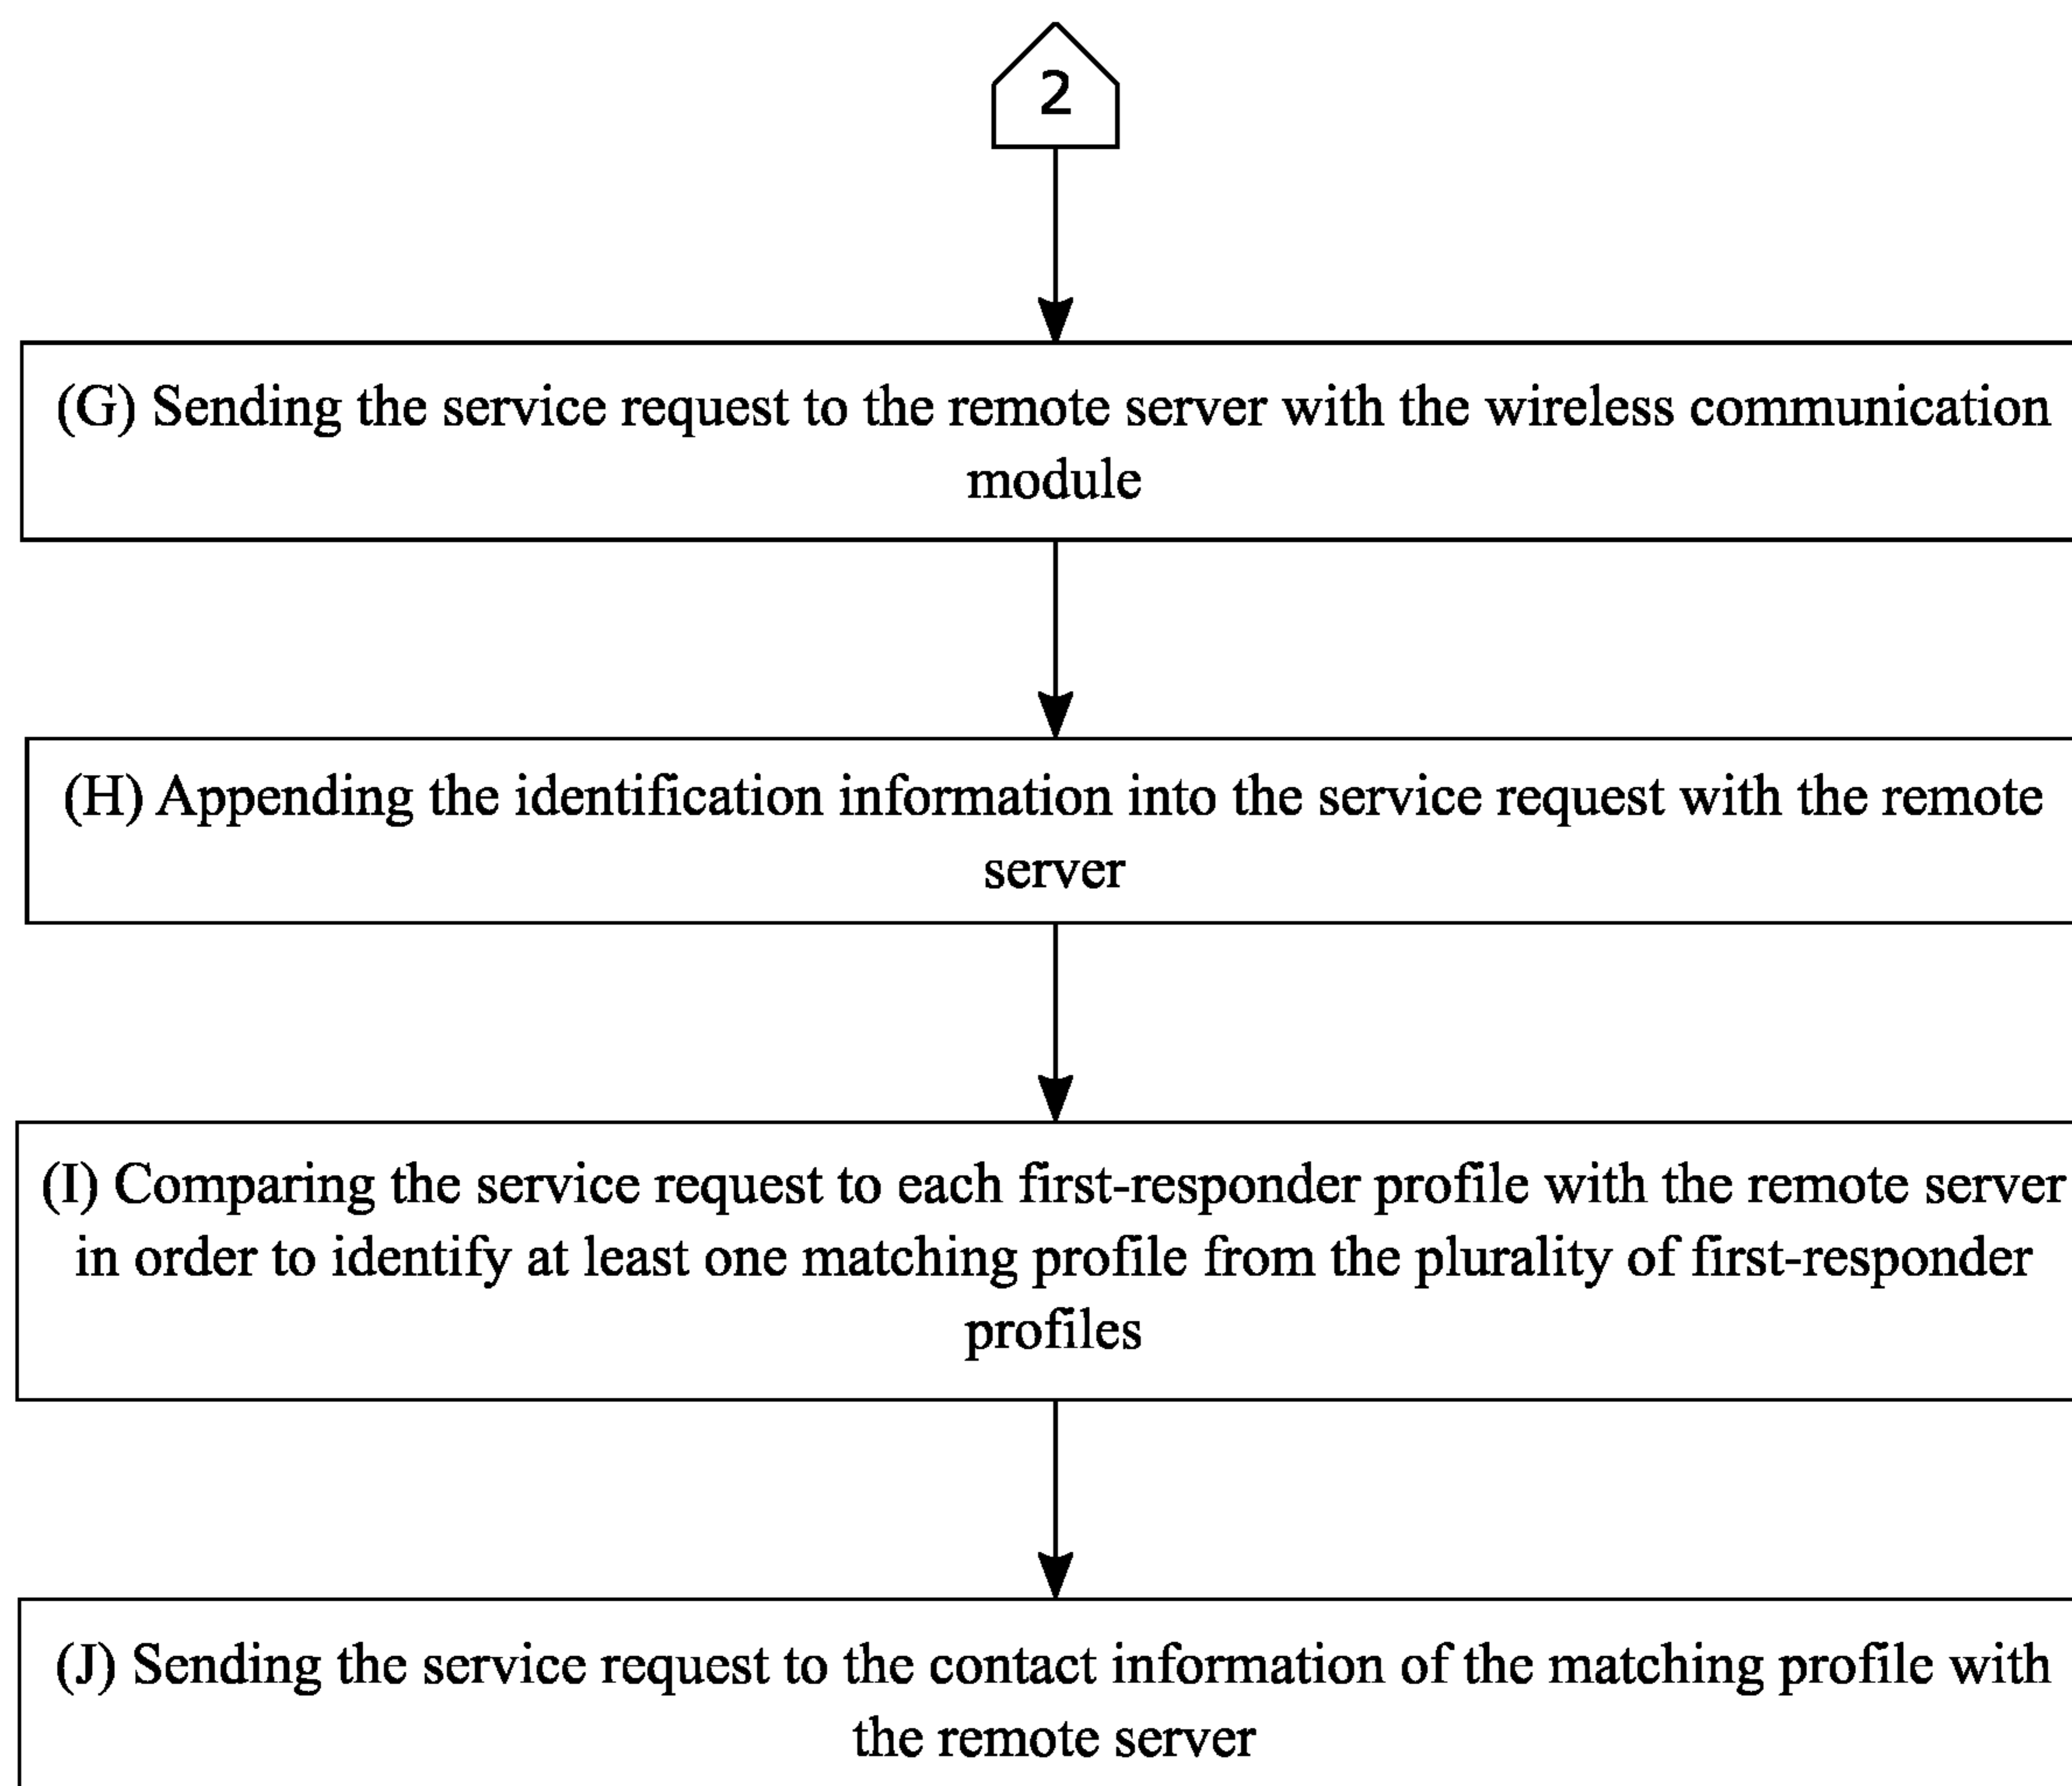 2
(G) Sending the service request to the remote server with the wireless communication
module
(H) Appending the identification information into the service request with the remote
server
(I) Comparing the service request to each first-responder profile with the remote server
in order to identify at least one matching profile from the plurality of first-responder
profiles
(J) Sending the service request to the contact information of the matching profile with
the remote server